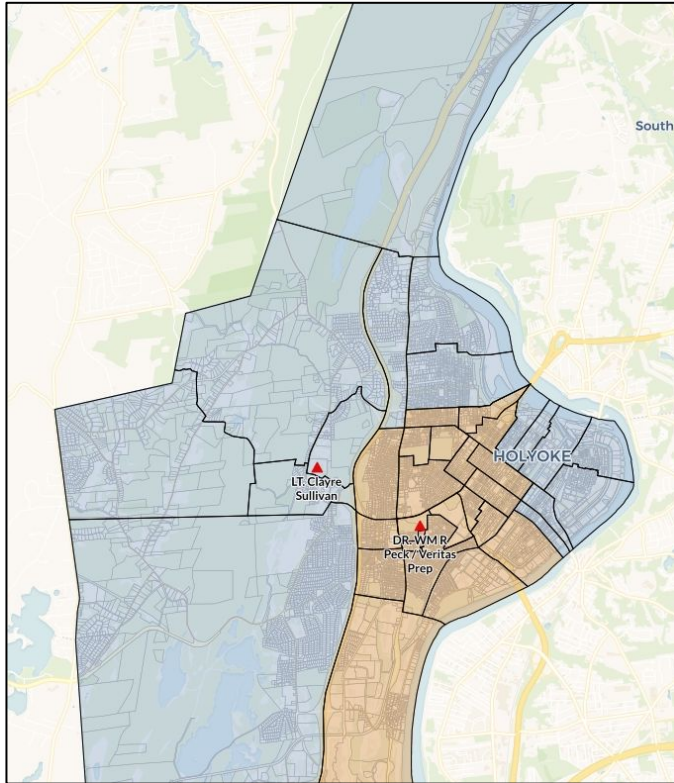 South
HOLYOKE
LT. Clayre
Sullivan
DR. WM R
Peck / Veritas
Prep